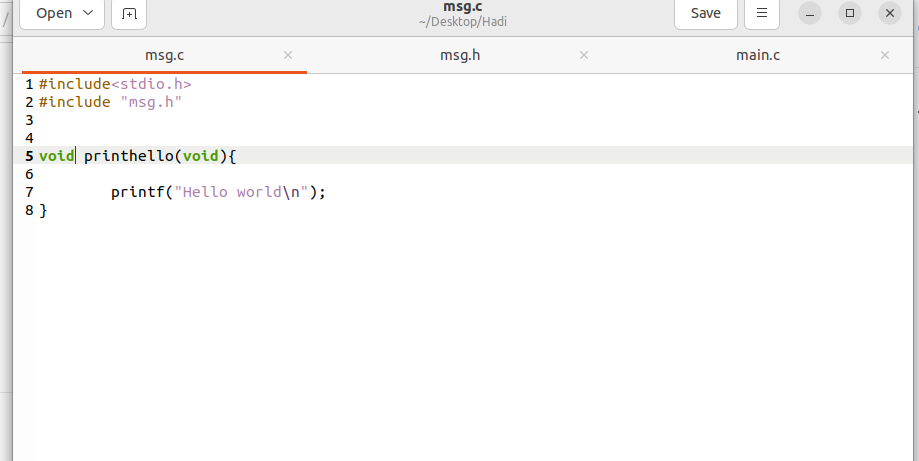 Open
msg.c
~/Desktop/Hadi
Save
msg.c
msg.h
main.c
1 #include<stdio.h>
2 #include "msg.h"
3
4
5 void printhello(void){
6
7         printf("Hello world\n");
8 }